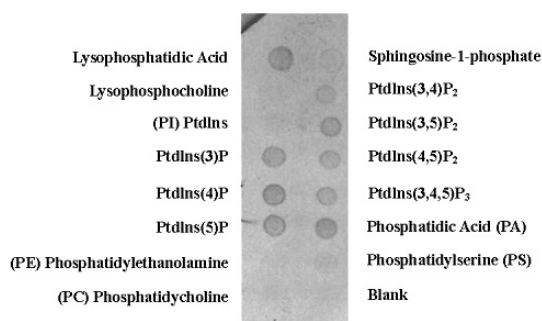 Lysophosphatidic Acid
Sphingosine-1-phosphate
Lysophosphocholine
PtdIns(3,4)P₂
(PI) PtdIns
PtdIns(3,5)P₂
PtdIns(3)P
PtdIns(4,5)P₂
PtdIns(4)P
PtdIns(3,4,5)P₃
PtdIns(5)P
Phosphatidic Acid (PA)
(PE) Phosphatidylethanolamine
Phosphatidylserine (PS)
(PC) Phosphatidycholine
Blank